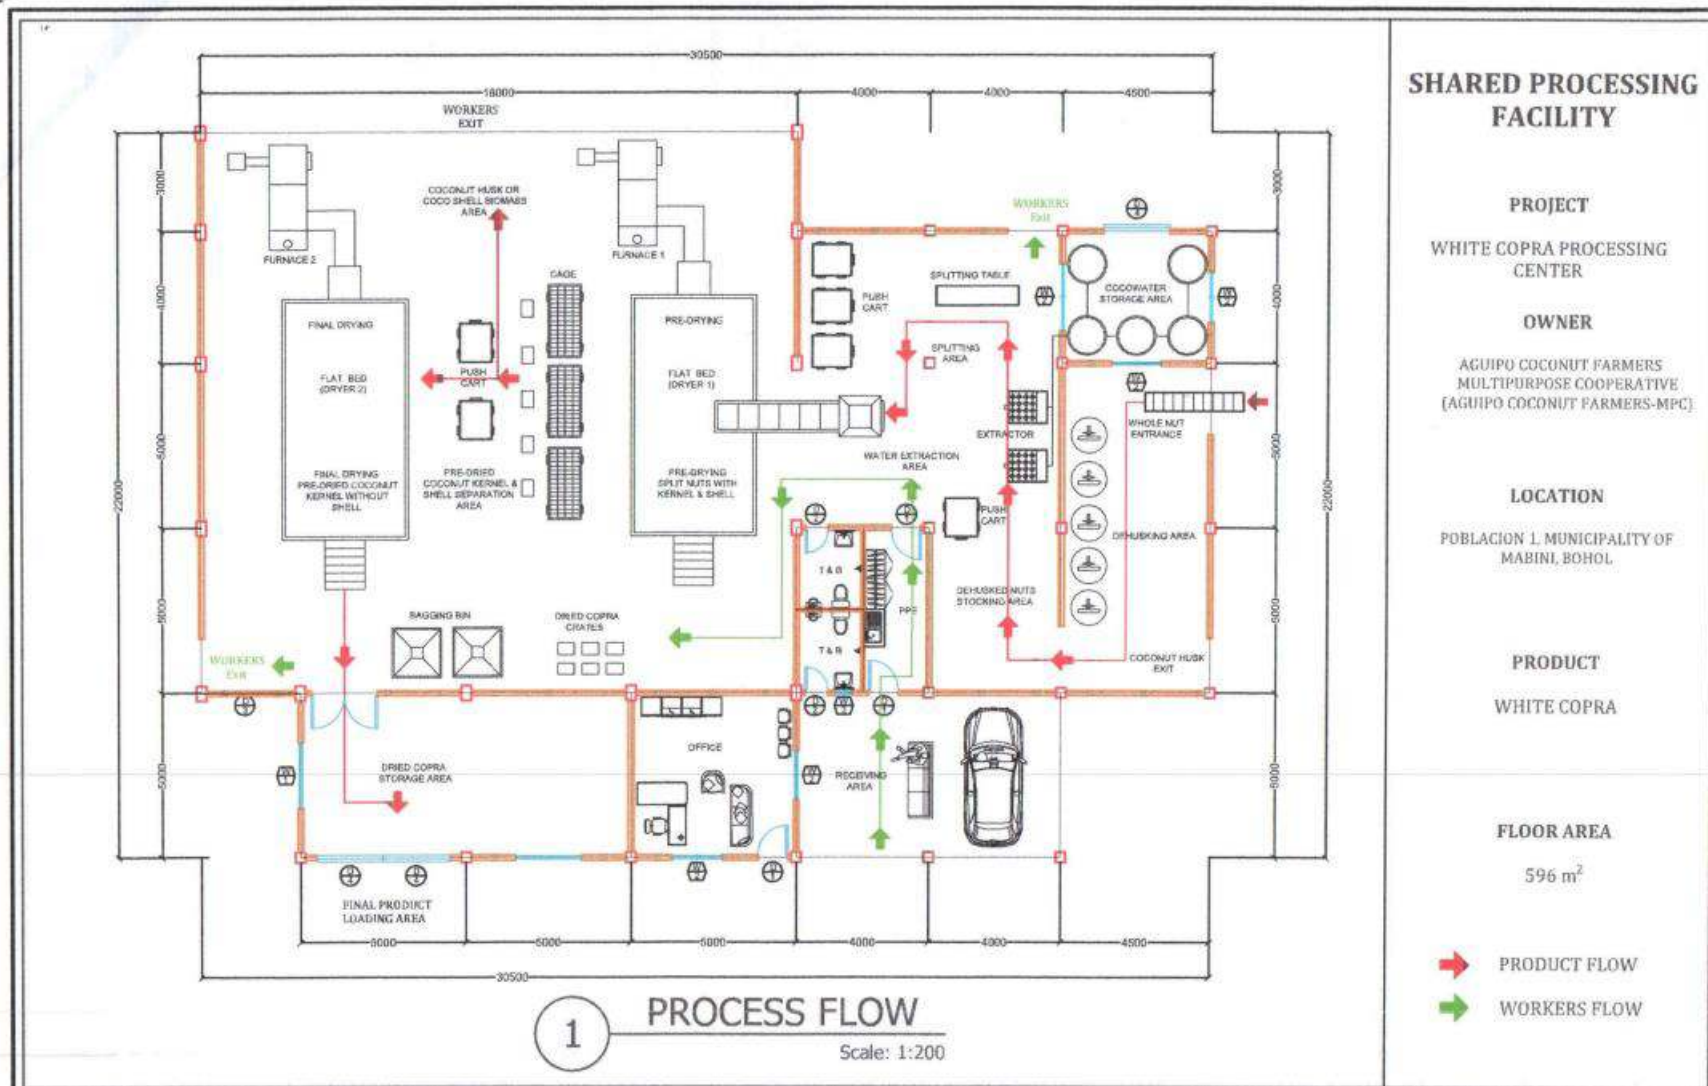 30500
18000
4000
4000
4500
WORKERS
EXIT
22000
3000
4000
5000
5000
5000
3000
4000
5000
5000
5000
22000
FURNACE 2
COCONUT HUSK OR
COCO SHELL BIOMASS
AREA
FURNACE 1
CAGE
FINAL DRYING
FLAT BED
(DRYER 2)
FINAL DRYING
PRE-DRIED COCONUT
KERNEL WITHOUT
SHELL
PUSH
CART
PRE-DRIED
COCONUT KERNEL &
SHELL SEPARATION
AREA
PRE-DRYING
FLAT BED
(DRYER 1)
PRE-DRYING
SPLIT NUTS WITH
KERNEL & SHELL
PUSH
CART
SPLITTING TABLE
SPLITTING
AREA
WORKERS
Exit
COCOWATER
STORAGE AREA
EXTRACTOR
WATER EXTRACTION
AREA
WHOLE NUT
ENTRANCE
PUSH
CART
DEHUSKING AREA
DEHUSKED NUTS
STOCKING AREA
COCONUT HUSK
EXIT
T & B
T & B
PPE
BAGGING BIN
DRIED COPRA
CRATES
WORKERS
Exit
DRIED COPRA
STORAGE AREA
OFFICE
RECEIVING
AREA
FINAL PRODUCT
LOADING AREA
5000
5000
5000
4000
4000
4500
30500
1
PROCESS FLOW
Scale: 1:200
SHARED PROCESSING
FACILITY
PROJECT
WHITE COPRA PROCESSING
CENTER
OWNER
AGUIPO COCONUT FARMERS
MULTIPURPOSE COOPERATIVE
(AGUIPO COCONUT FARMERS-MPC)
LOCATION
POBLACION 1, MUNICIPALITY OF
MABINI, BOHOL
PRODUCT
WHITE COPRA
FLOOR AREA
596 m²
PRODUCT FLOW
WORKERS FLOW